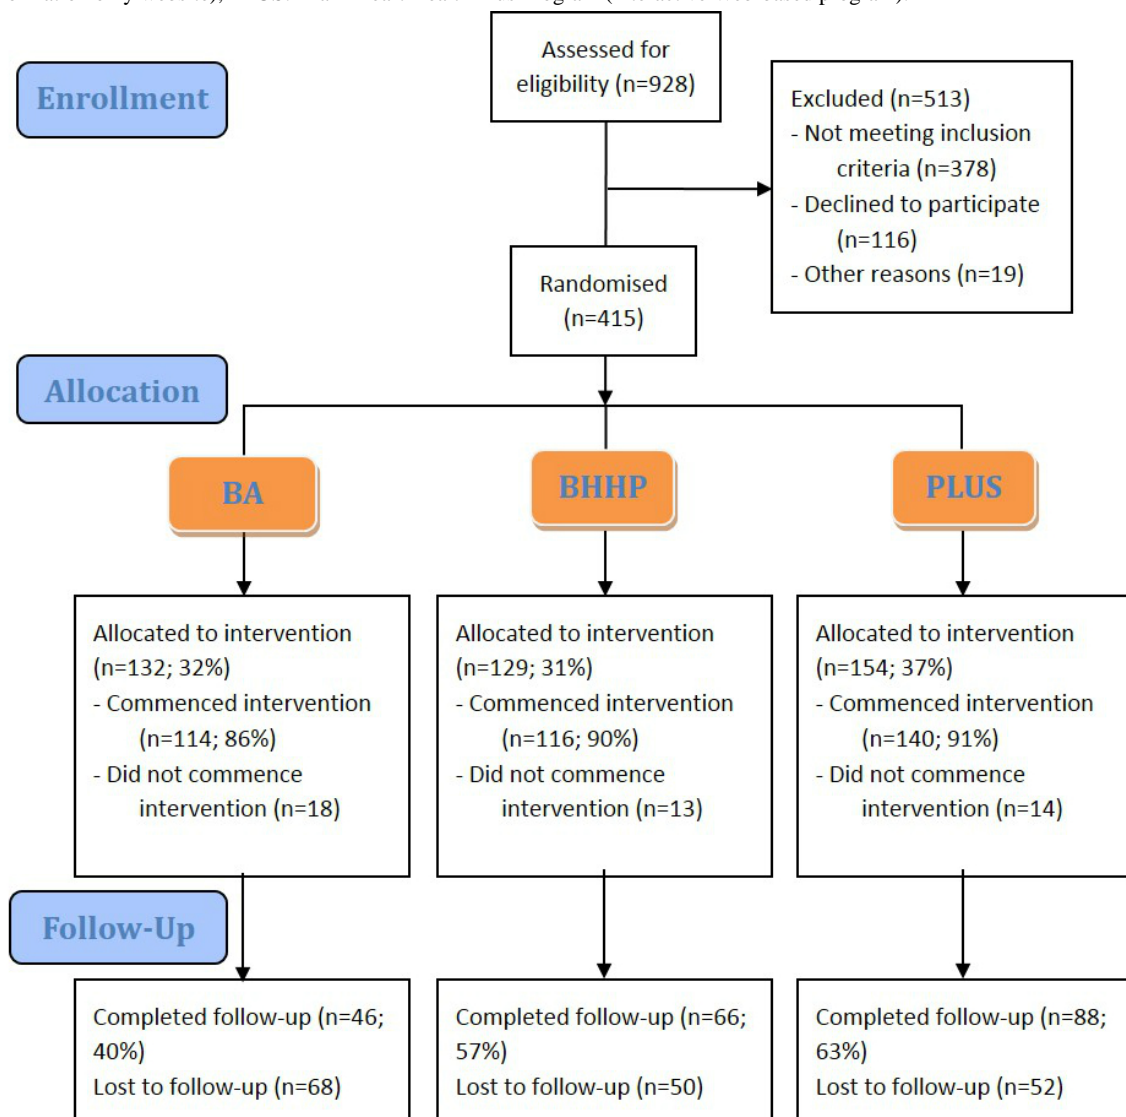 Assessed for
eligibility (n=928)
Enrollment
Excluded (n=513)
- Not meeting inclusion
criteria (n=378)
- Declined to participate
(n=116)
- Other reasons (n=19)
Randomised
(n=415)
Allocation
BA
BHHP
PLUS
Allocated to intervention
(n=132; 32%)
- Commenced intervention
(n=114; 86%)
- Did not commence
intervention (n=18)
Allocated to intervention
(n=129; 31%)
- Commenced intervention
(n=116; 90%)
- Did not commence
intervention (n=13)
Allocated to intervention
(n=154; 37%)
- Commenced intervention
(n=140; 91%)
- Did not commence
intervention (n=14)
Follow-Up
Completed follow-up (n=46;
40%)
Lost to follow-up (n=68)
Completed follow-up (n=66;
57%)
Lost to follow-up (n=50)
Completed follow-up (n=88;
63%)
Lost to follow-up (n=52)